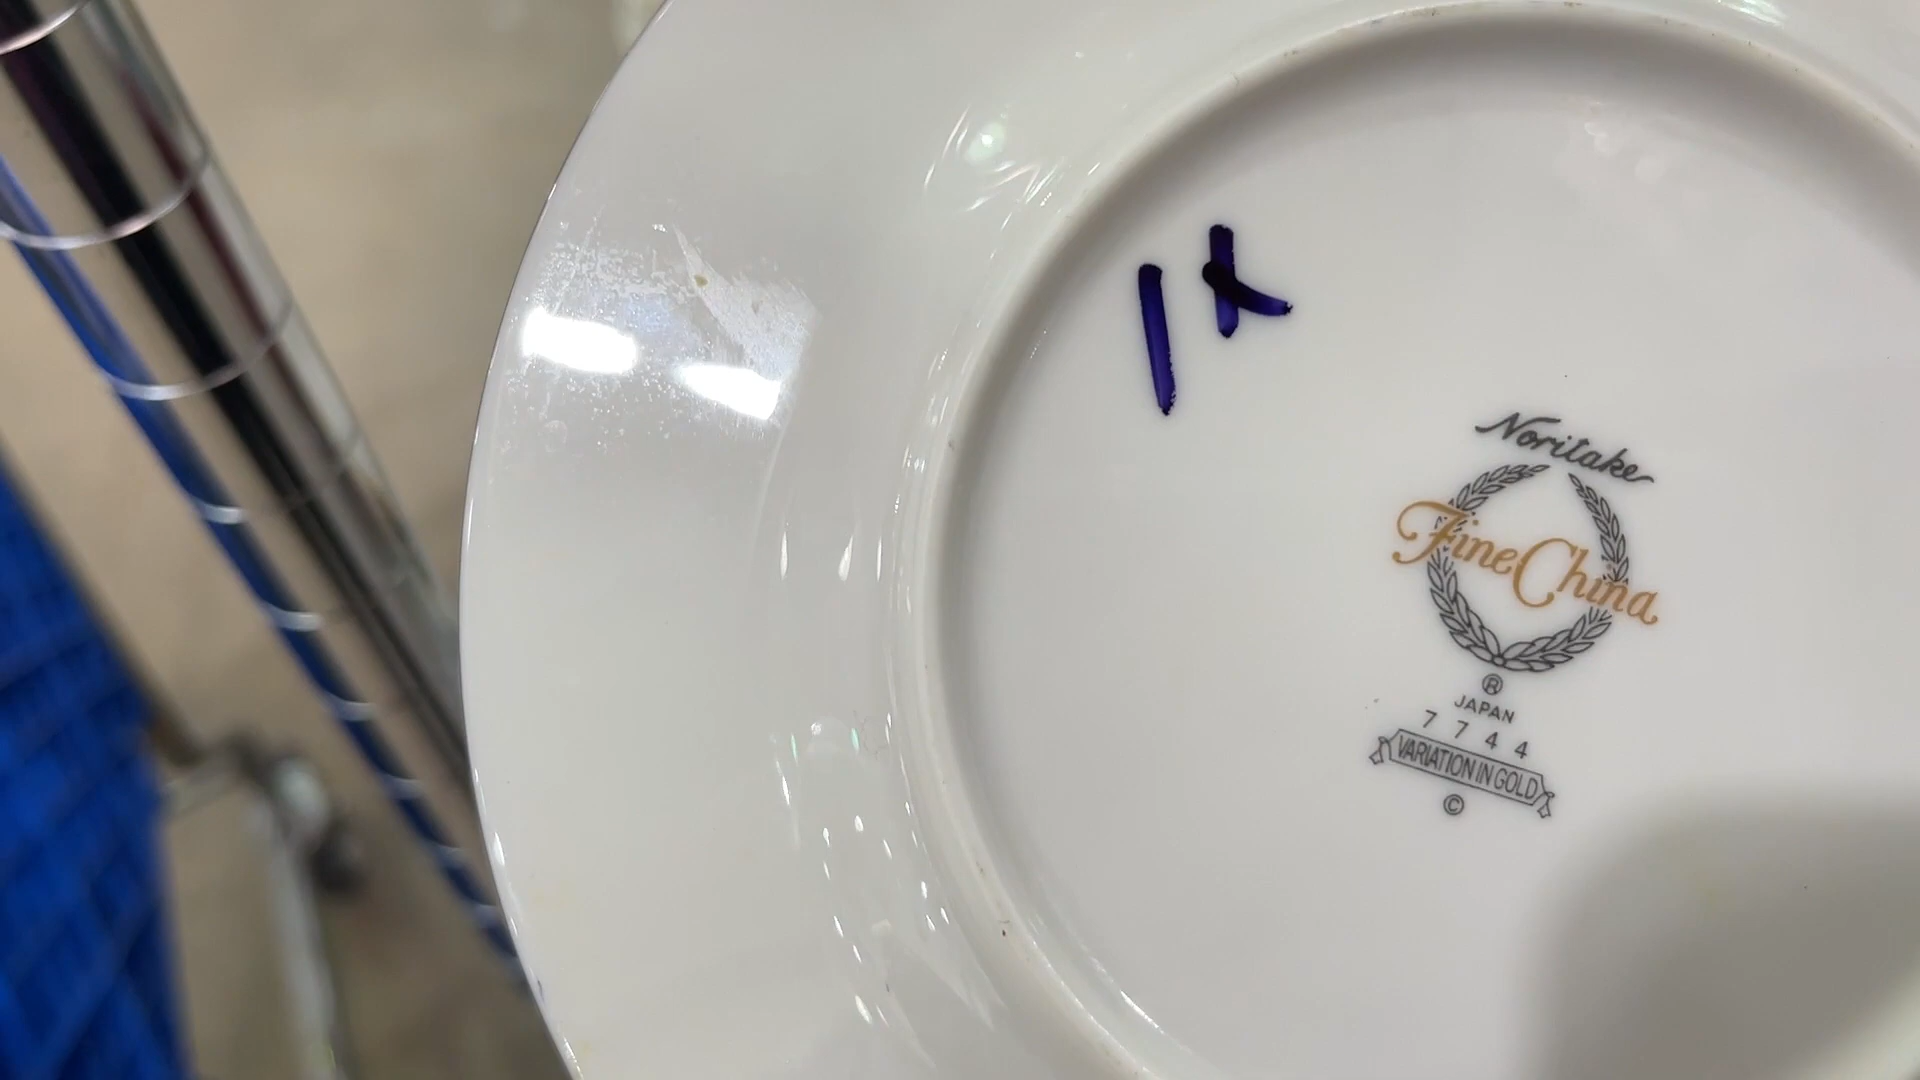 Noritake
Fine China
®
JAPAN
7744
VARIATION IN GOLD
©